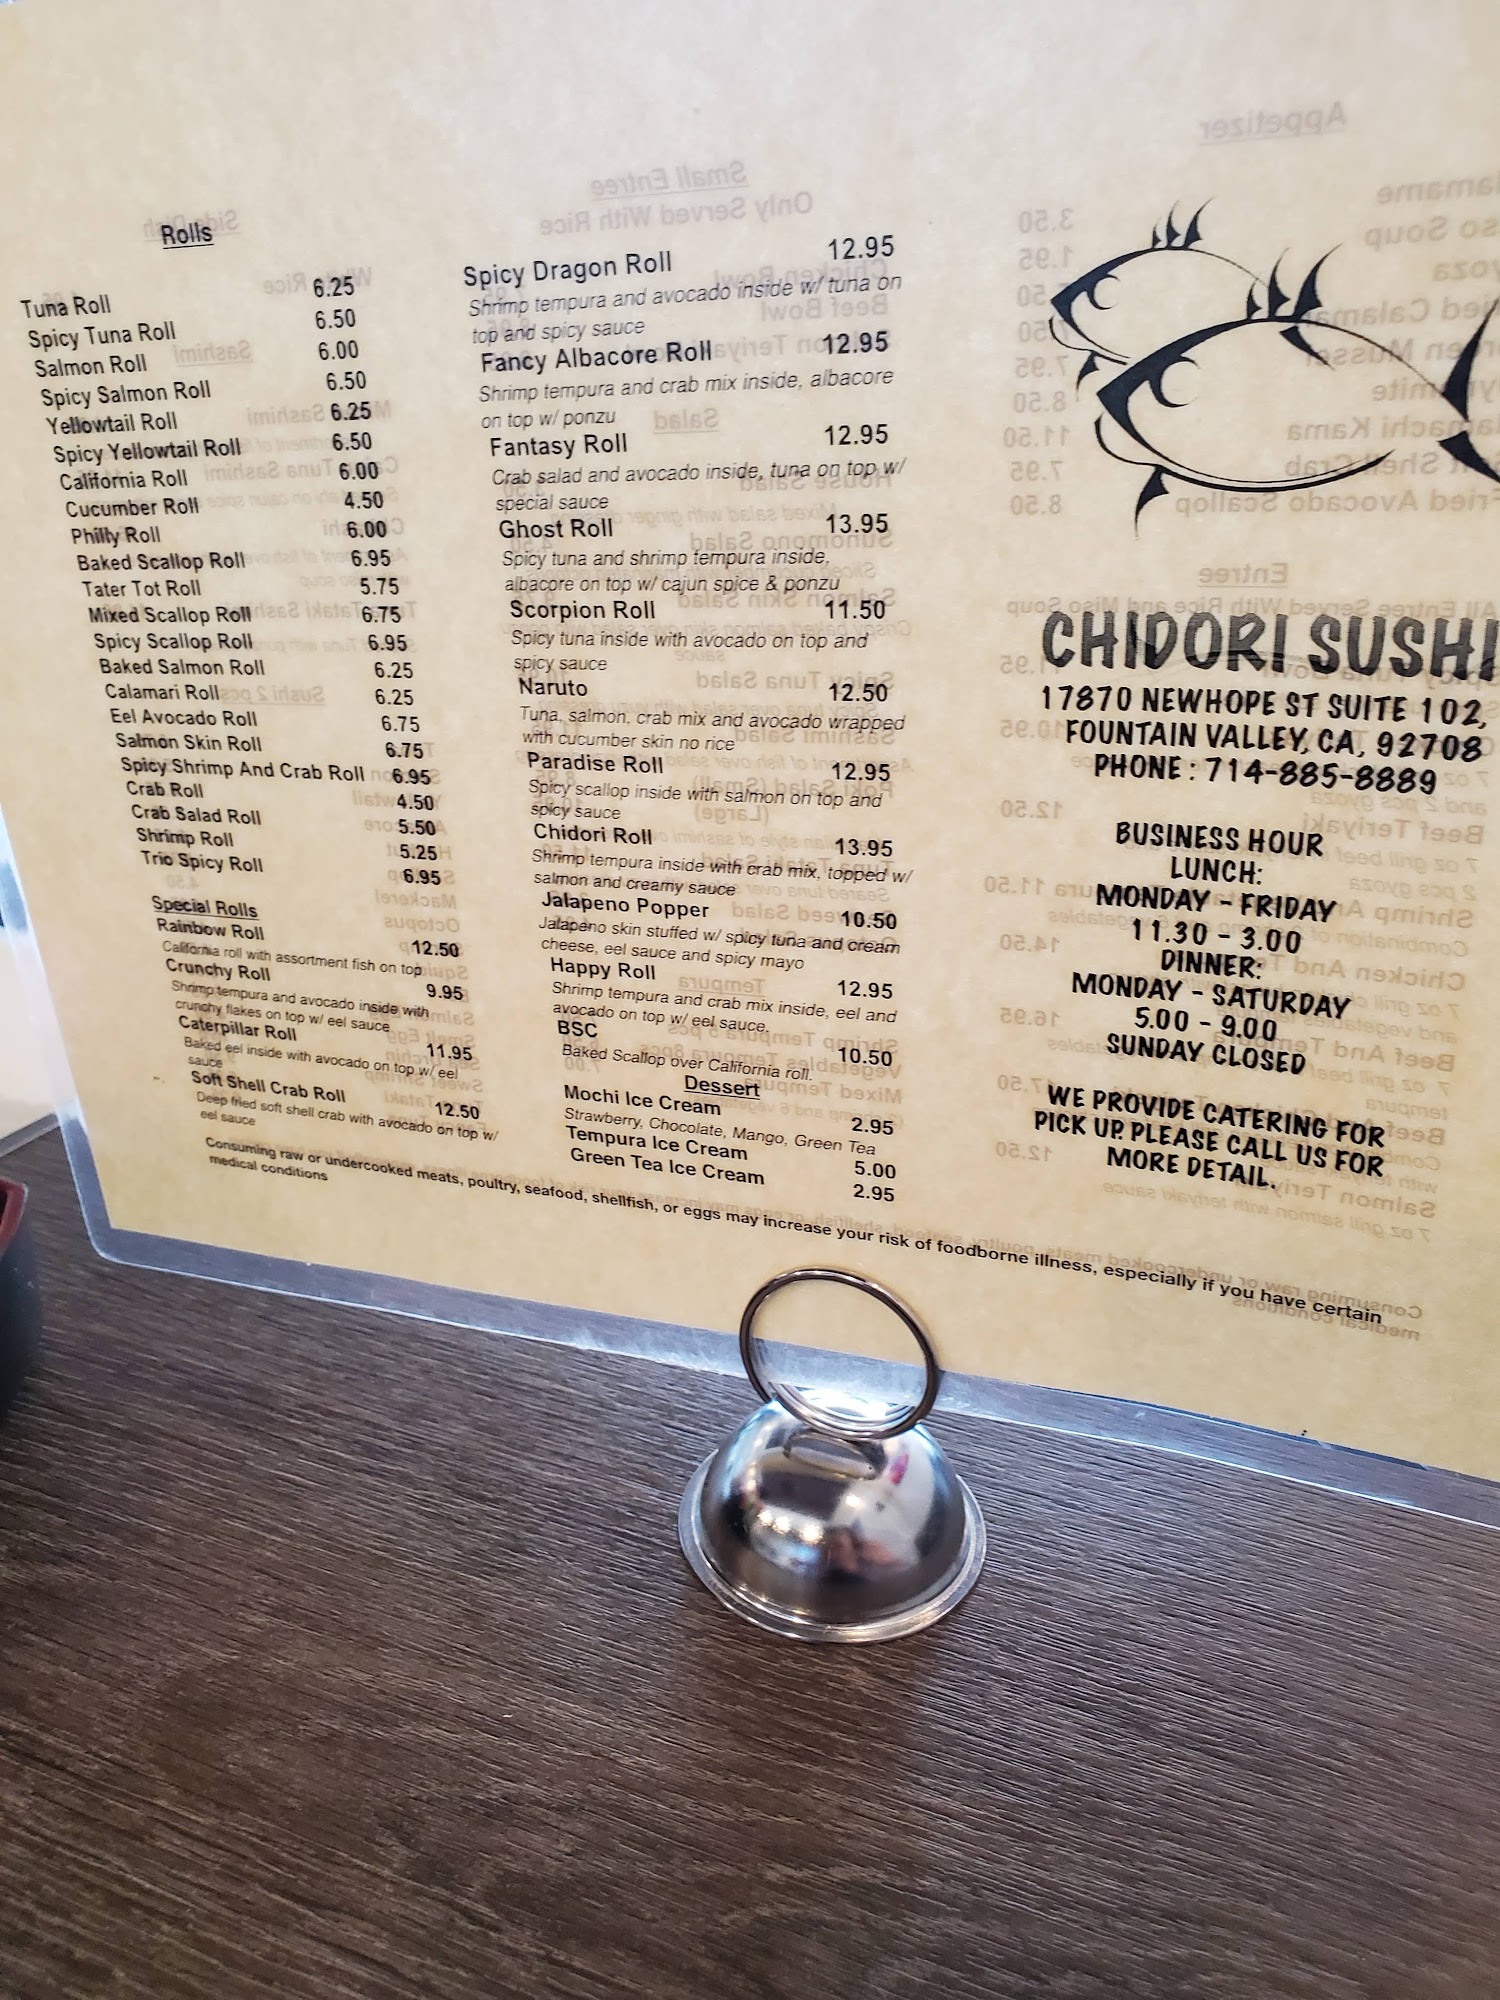 Rolls
Tuna Roll 6.25
Spicy Tuna Roll 6.50
Salmon Roll 6.00
Spicy Salmon Roll 6.50
Yellowtail Roll 6.25
Spicy Yellowtail Roll 6.50
California Roll 6.00
Cucumber Roll 4.50
Philly Roll 6.00
Baked Scallop Roll 6.95
Tater Tot Roll 5.75
Mixed Scallop Roll 6.75
Spicy Scallop Roll 6.95
Baked Salmon Roll 6.25
Calamari Roll 6.25
Eel Avocado Roll 6.75
Salmon Skin Roll 6.75
Spicy Shrimp And Crab Roll 6.95
Crab Roll 4.50
Crab Salad Roll 5.50
Shrimp Roll 5.25
Trio Spicy Roll 6.95
Special Rolls
Rainbow Roll 12.50
California roll with assortment fish on top
Crunchy Roll 9.95
Shrimp tempura and avocado inside with
crunchy flakes on top w/ eel sauce
Caterpillar Roll 11.95
Baked eel inside with avocado on top w/ eel
sauce
Soft Shell Crab Roll 12.50
Deep fried soft shell crab with avocado on top w/
eel sauce
Spicy Dragon Roll 12.95
Shrimp tempura and avocado inside w/ tuna on
top and spicy sauce
Fancy Albacore Roll 12.95
Shrimp tempura and crab mix inside, albacore
on top w/ ponzu
Fantasy Roll 12.95
Crab salad and avocado inside, tuna on top w/
special sauce
Ghost Roll 13.95
Spicy tuna and shrimp tempura inside,
albacore on top w/ cajun spice & ponzu
Scorpion Roll 11.50
Spicy tuna inside with avocado on top and
spicy sauce
Naruto 12.50
Tuna, salmon, crab mix and avocado wrapped
with cucumber skin no rice
Paradise Roll 12.95
Spicy scallop inside with salmon on top and
spicy sauce
Chidori Roll 13.95
Shrimp tempura inside with crab mix, topped w/
salmon and creamy sauce
Jalapeno Popper 10.50
Jalapeno skin stuffed w/ spicy tuna and cream
cheese, eel sauce and spicy mayo
Happy Roll 12.95
Shrimp tempura and crab mix inside, eel and
avocado on top w/ eel sauce.
BSC 10.50
Baked Scallop over California roll.
Dessert
Mochi Ice Cream 2.95
Strawberry, Chocolate, Mango, Green Tea
Tempura Ice Cream 5.00
Green Tea Ice Cream 2.95
CHIDORI SUSHI
17870 NEWHOPE ST SUITE 102,
FOUNTAIN VALLEY, CA, 92708
PHONE : 714-885-8889
BUSINESS HOUR
LUNCH:
MONDAY - FRIDAY
11.30 - 3.00
DINNER:
MONDAY - SATURDAY
5.00 - 9.00
SUNDAY CLOSED
WE PROVIDE CATERING FOR
PICK UP. PLEASE CALL US FOR
MORE DETAIL.
Consuming raw or undercooked meats, poultry, seafood, shellfish, or eggs may increase your risk of foodborne illness, especially if you have certain
medical conditions